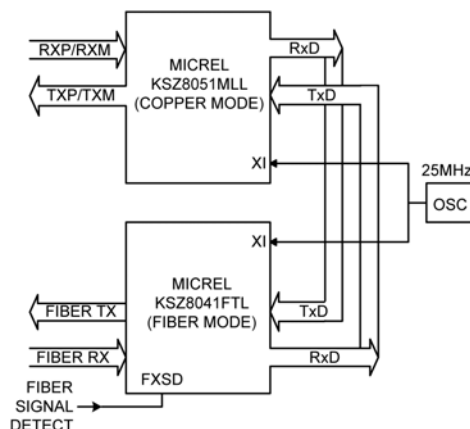 RXP/RXM
TXP/TXM
MICREL
KSZ8051MLL
(COPPER MODE)
RxD
TxD
XI
25MHz
OSC
XI
MICREL
KSZ8041FTL
(FIBER MODE)
FIBER TX
FIBER RX
TxD
RxD
FXSD
FIBER
SIGNAL
DETECT